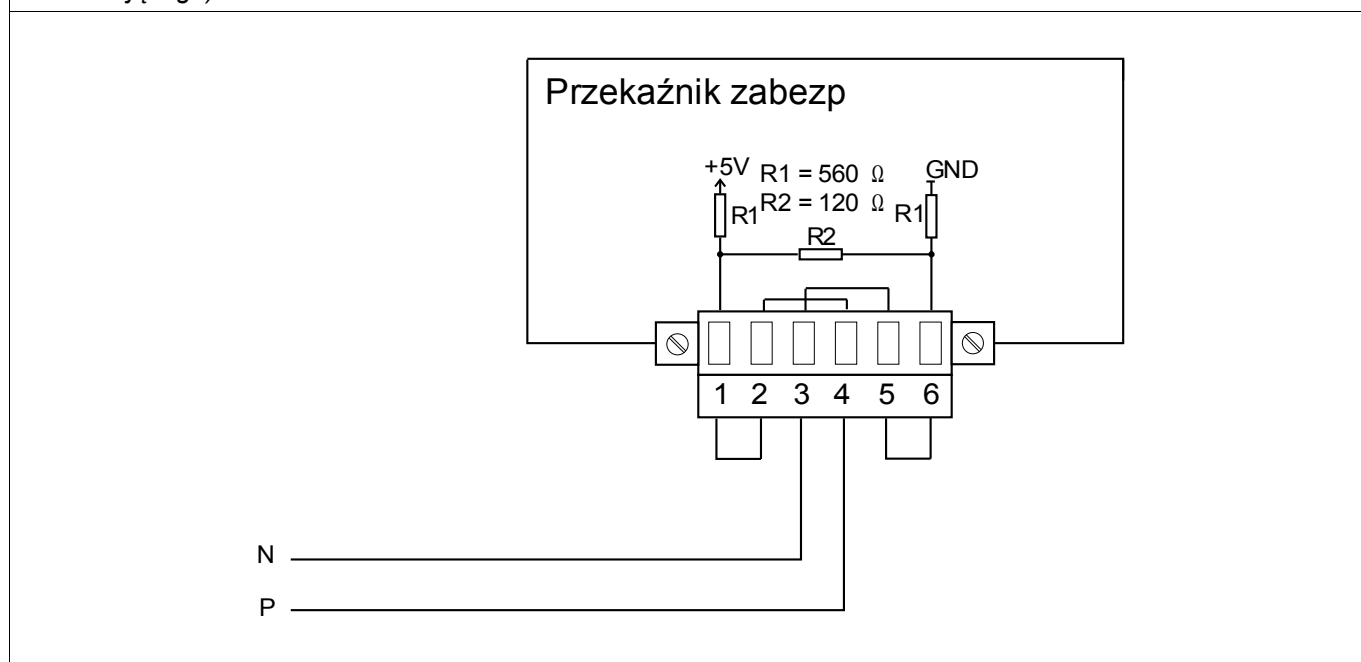 Przekaźnik zabezp
+5V R1 = 560 Ω GND
R1 R2 = 120 Ω R1
R2
1 2 3 4 5 6
N
P